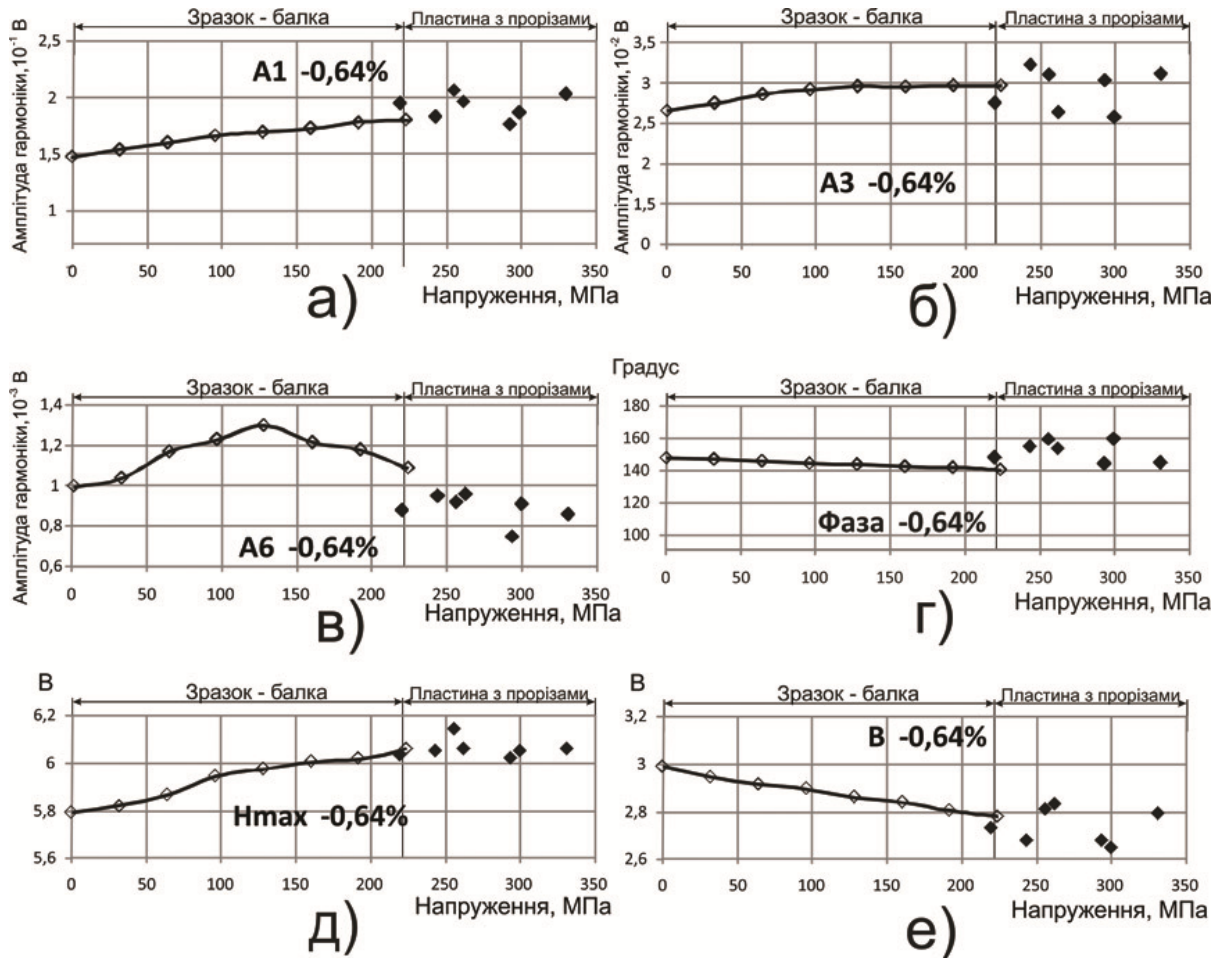 Зразок - балка
Пластина з прорізами
Амплітуда гармоніки,10⁻¹ В
2,5
2
1,5
1
А1 -0,64%
0 50 100 150 200 250 300 350
Напруження, МПа
а)
Зразок - балка
Пластина з прорізами
Амплітуда гармоніки,10⁻² В
3,5
3
2,5
2
1,5
0
А3 -0,64%
0 50 100 150 200 250 300 350
Напруження, МПа
б)
Зразок - балка
Пластина з прорізами
Амплітуда гармоніки,10⁻³ В
1,4
1,2
1
0,8
0,6
А6 -0,64%
0 50 100 150 200 250 300 350
Напруження, МПа
в)
Градус
Зразок - балка
Пластина з прорізами
180
160
140
120
100
Фаза -0,64%
0 50 100 150 200 250 300 350
Напруження, МПа
г)
В
Зразок - балка
Пластина з прорізами
6,2
6
5,8
5,6
Hmax -0,64%
0 50 100 150 200 250 300 350
Напруження, МПа
д)
В
Зразок - балка
Пластина з прорізами
3,2
3
2,8
2,6
В -0,64%
0 50 100 150 200 250 300 350
Напруження, МПа
е)